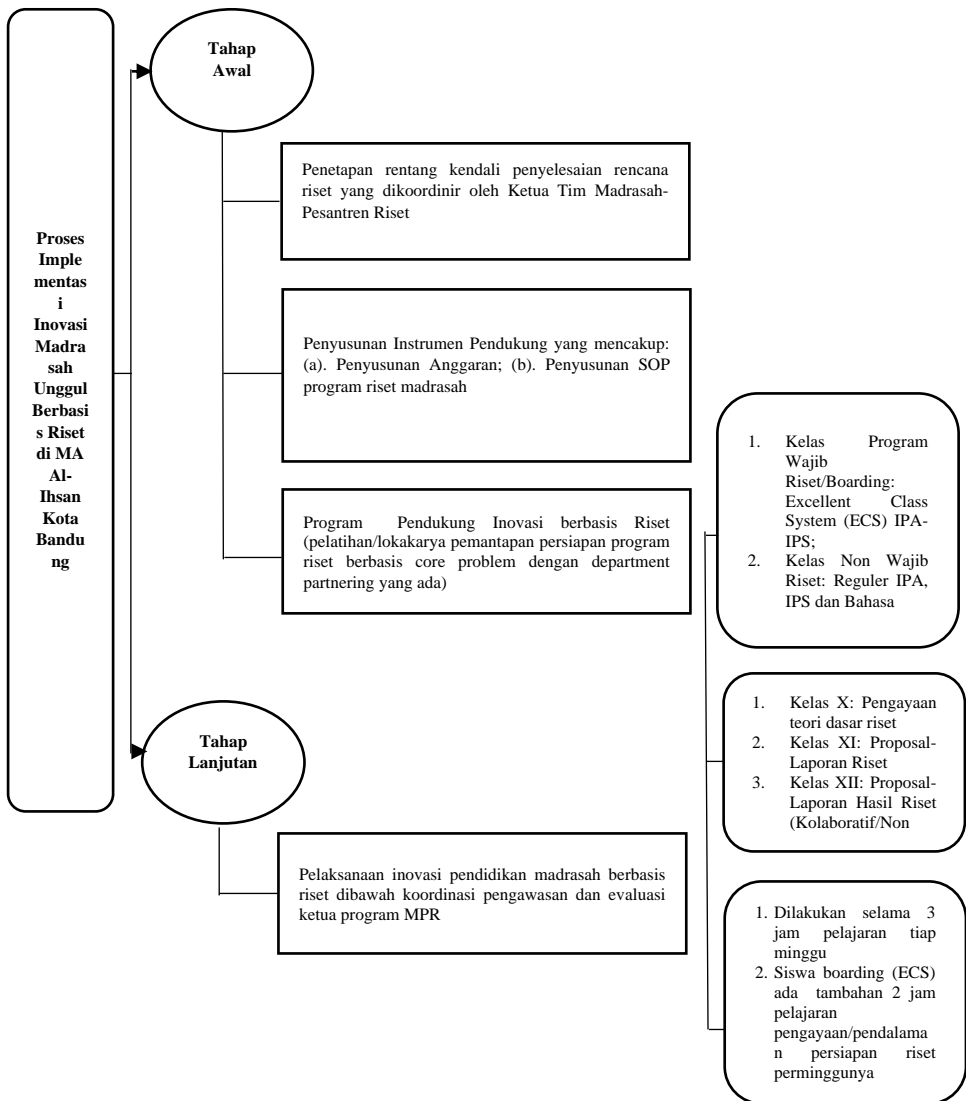 Proses
Imple
mentas
i
Inovasi
Madra
sah
Unggul
Berbasi
s Riset
di MA
Al-
Ihsan
Kota
Bandu
ng
Tahap
Awal
Penetapan rentang kendali penyelesaian rencana
riset yang dikoordinir oleh Ketua Tim Madrasah-
Pesantren Riset
Penyusunan Instrumen Pendukung yang mencakup:
(a). Penyusunan Anggaran; (b). Penyusunan SOP
program riset madrasah
Program Pendukung Inovasi berbasis Riset
(pelatihan/lokakarya pemantapan persiapan program
riset berbasis core problem dengan department
partnering yang ada)
1. Kelas Program
Wajib
Riset/Boarding:
Excellent Class
System (ECS) IPA-
IPS;
2. Kelas Non Wajib
Riset: Reguler IPA,
IPS dan Bahasa
1. Kelas X: Pengayaan
teori dasar riset
2. Kelas XI: Proposal-
Laporan Riset
3. Kelas XII: Proposal-
Laporan Hasil Riset
(Kolaboratif/Non
1. Dilakukan selama 3
jam pelajaran tiap
minggu
2. Siswa boarding (ECS)
ada tambahan 2 jam
pelajaran
pengayaan/pendalama
n persiapan riset
perminggunya
Tahap
Lanjutan
Pelaksanaan inovasi pendidikan madrasah berbasis
riset dibawah koordinasi pengawasan dan evaluasi
ketua program MPR